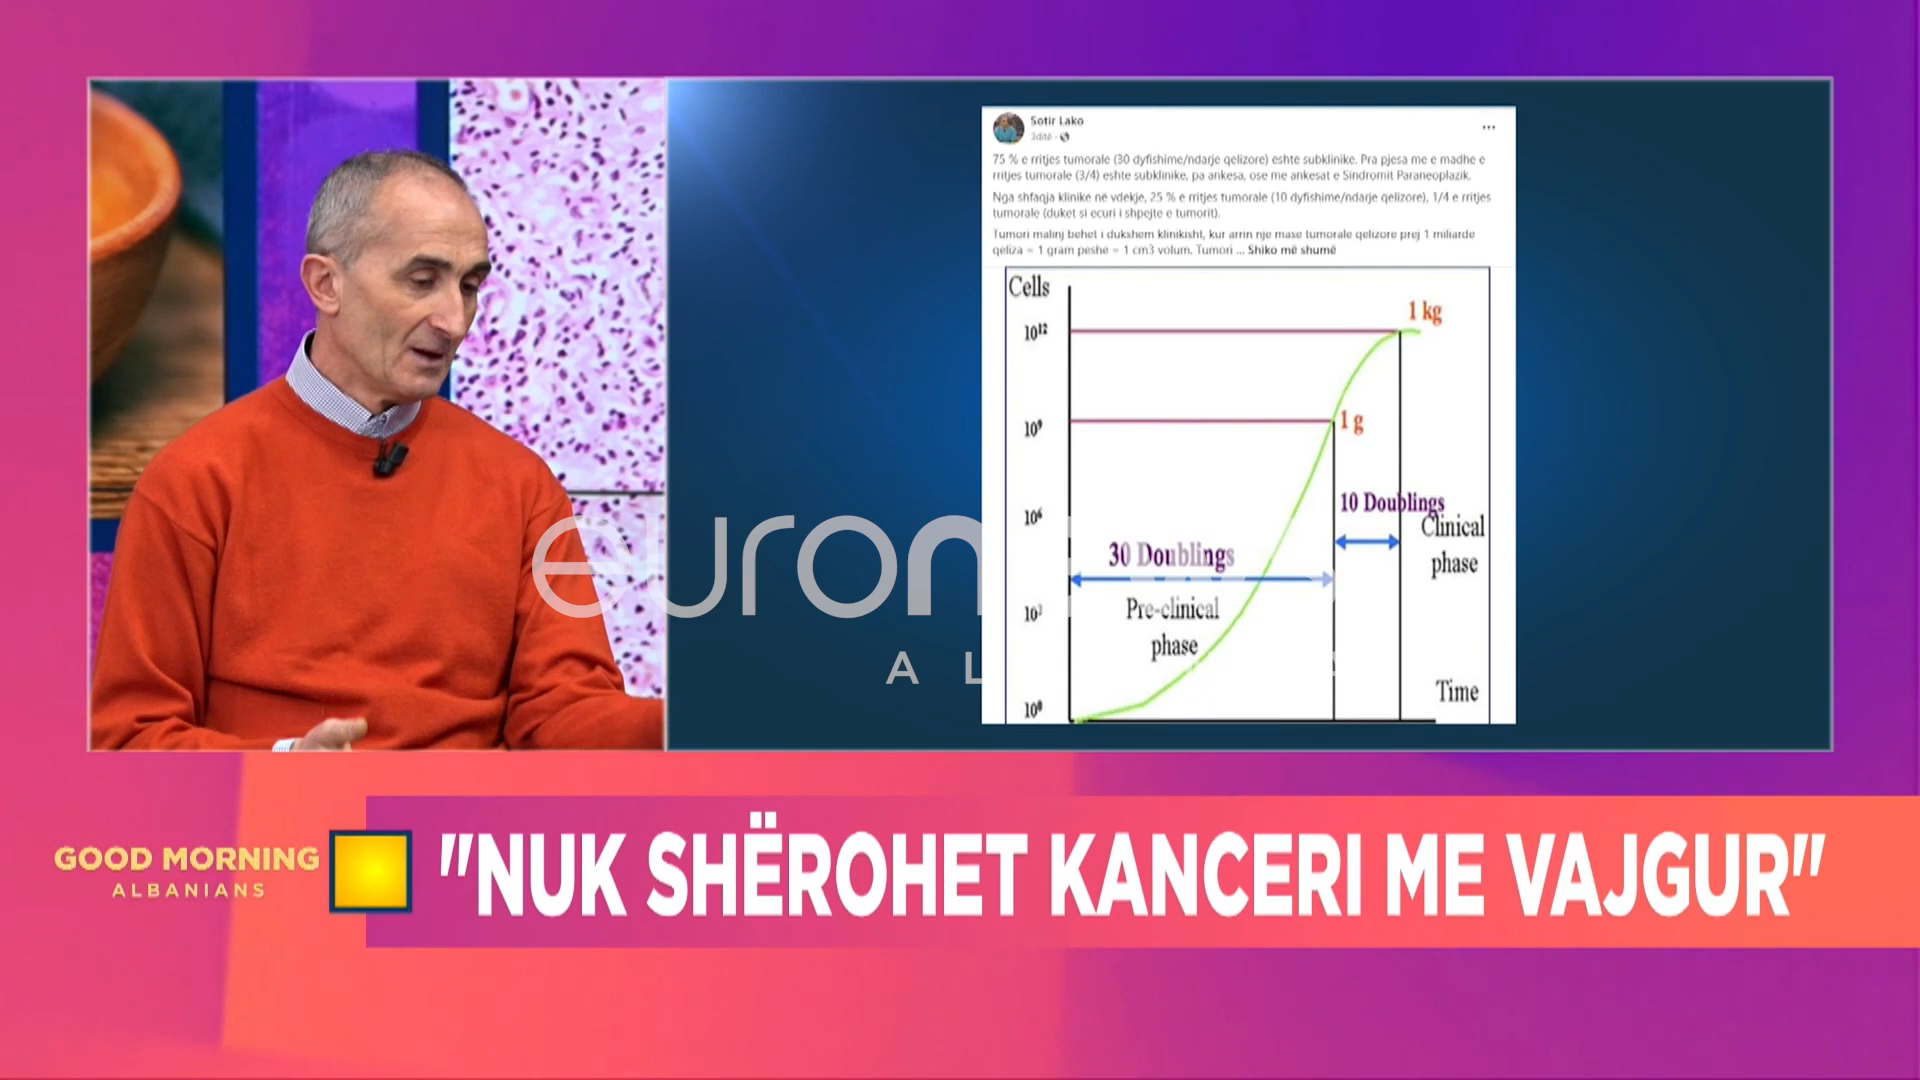 Sotir Lako
3ditë
75 % e rritjes tumorale (30 dyfishime/ndarje qelizore) eshte subklinike. Pra pjesa me e madhe e
rritjes tumorale (3/4) eshte subklinike, pa ankesa, ose me ankesat e Sindromit Paraneoplazik.
Nga shfaqja klinike në vdekje, 25 % e rritjes tumorale (10 dyfishime/ndarje qelizore), 1/4 e rritjes
tumorale (duket si ecuri i shpejte e tumorit).
Tumori malinj behet i dukshem klinikisht, kur arrin nje mase tumorale qelizore prej 1 miliarde
qeliza = 1 gram peshe = 1 cm3 volum. Tumori ... Shiko më shumë
Cells
1 kg
10¹²
1 g
10⁹
10 Doublings
10⁶
Clinical
phase
30 Doublings
10³
Pre-clinical
phase
Time
10⁰
GOOD MORNING
ALBANIANS
"NUK SHËROHET KANCERI ME VAJGUR"